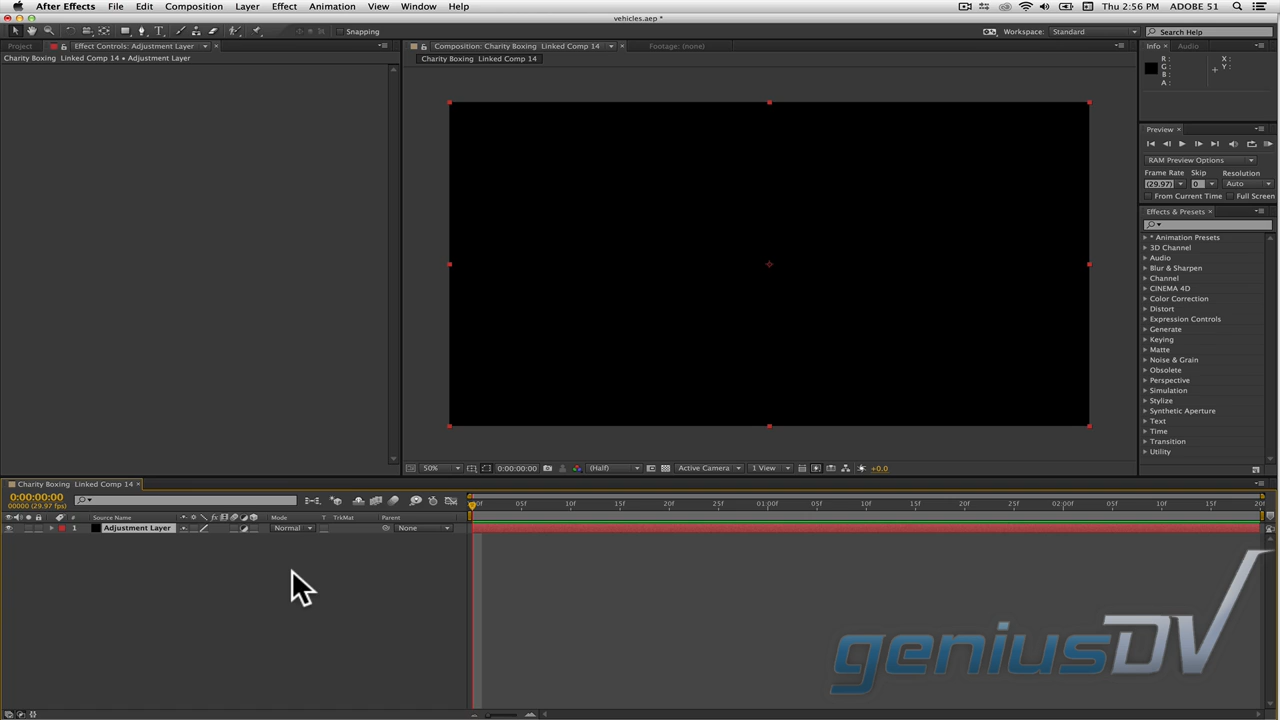 After Effects File Edit Composition Layer Effect Animation View Window Help Thu 2:56 PM ADOBE 51
vehicles.aep *
Snapping Workspace: Standard Search Help
Project Effect Controls: Adjustment Layer × Composition: Charity Boxing Linked Comp 14 × Footage: (none) Info × Audio
Charity Boxing Linked Comp 14 • Adjustment Layer Charity Boxing Linked Comp 14
R :
G :
B :
A :
X :
Y :
Preview ×
RAM Preview Options
Frame Rate Skip Resolution
(29.97) 0 Auto
From Current Time Full Screen
Effects & Presets ×
* Animation Presets
3D Channel
Audio
Blur & Sharpen
Channel
CINEMA 4D
Color Correction
Distort
Expression Controls
Generate
Keying
Matte
Noise & Grain
Obsolete
Perspective
Simulation
Stylize
Synthetic Aperture
Text
Time
Transition
Utility
50% 0:00:00:00 (Half) Active Camera 1 View +0.0
Charity Boxing Linked Comp 14 ×
0:00:00:00
00000 (29.97 fps)
00f 05f 10f 15f 20f 25f 01:00f 05f 10f 15f 20f 25f 02:00f 05f 10f 15f 20f
# Source Name Mode T TrkMat Parent
1 Adjustment Layer Normal None
geniusDV